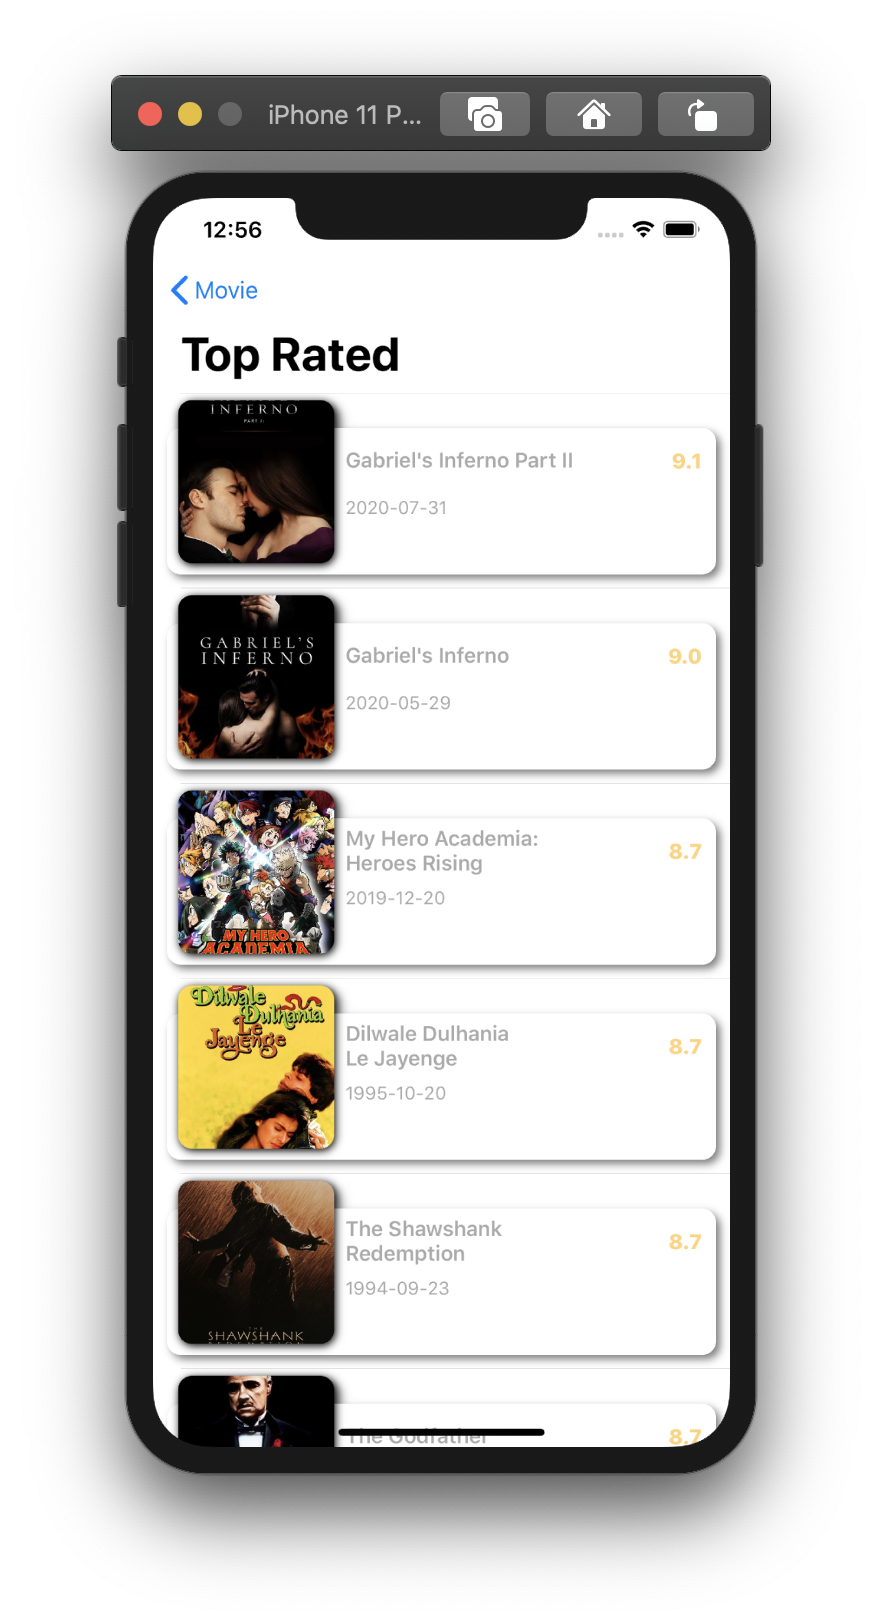 iPhone 11 P...
12:56
Movie
Top Rated
INFERNO
PART II
Gabriel's Inferno Part II
9.1
2020-07-31
GABRIEL'S
INFERNO
Gabriel's Inferno
9.0
2020-05-29
My Hero Academia:
Heroes Rising
8.7
2019-12-20
MY HERO
ACADEMIA
Dilwale
Dulhania
Le
Jayenge
Dilwale Dulhania
Le Jayenge
8.7
1995-10-20
The Shawshank
Redemption
8.7
1994-09-23
THE
SHAWSHANK
REDEMPTION
The Godfather
8.7